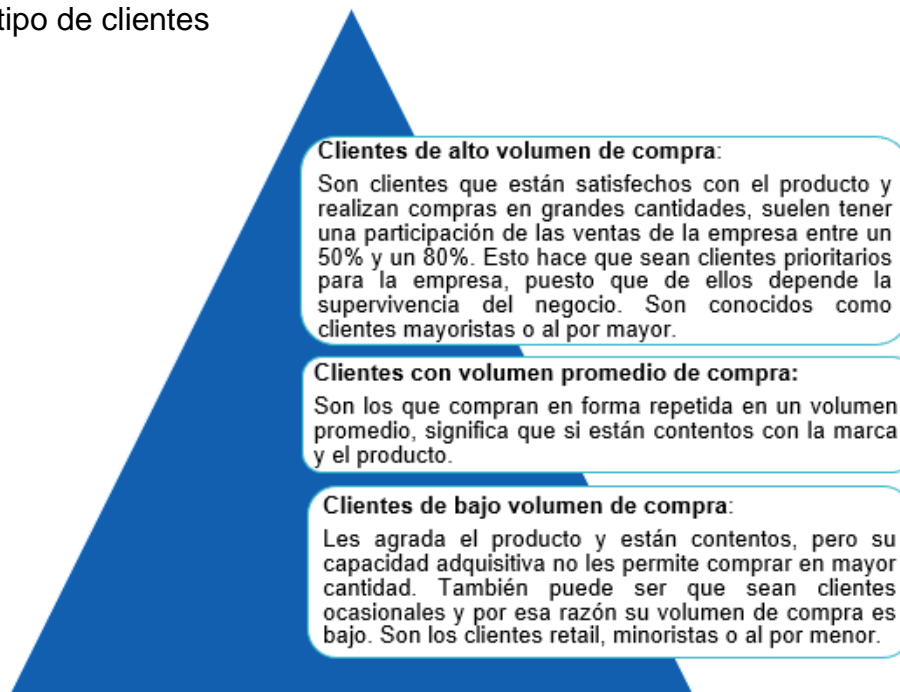 tipo de clientes
Clientes de alto volumen de compra:
Son clientes que están satisfechos con el producto y
realizan compras en grandes cantidades, suelen tener
una participación de las ventas de la empresa entre un
50% y un 80%. Esto hace que sean clientes prioritarios
para la empresa, puesto que de ellos depende la
supervivencia del negocio. Son conocidos como
clientes mayoristas o al por mayor.
Clientes con volumen promedio de compra:
Son los que compran en forma repetida en un volumen
promedio, significa que si están contentos con la marca
y el producto.
Clientes de bajo volumen de compra:
Les agrada el producto y están contentos, pero su
capacidad adquisitiva no les permite comprar en mayor
cantidad. También puede ser que sean clientes
ocasionales y por esa razón su volumen de compra es
bajo. Son los clientes retail, minoristas o al por menor.